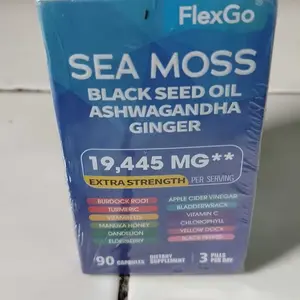 FlexGo®
SEA MOSS
BLACK SEED OIL
ASHWAGANDHA
GINGER
19,445 MG**
EXTRA STRENGTH PER SERVING
BURDOCK ROOT
TURMERIC
MANUKA HONEY
DANDELION
ELDERBERRY
APPLE CIDER VINEGAR
BLADDERWRACK
VITAMIN C
CHLOROPHYLL
YELLOW DOCK
90 CAPSULES
DIETARY SUPPLEMENT
3 PILLS PER DAY